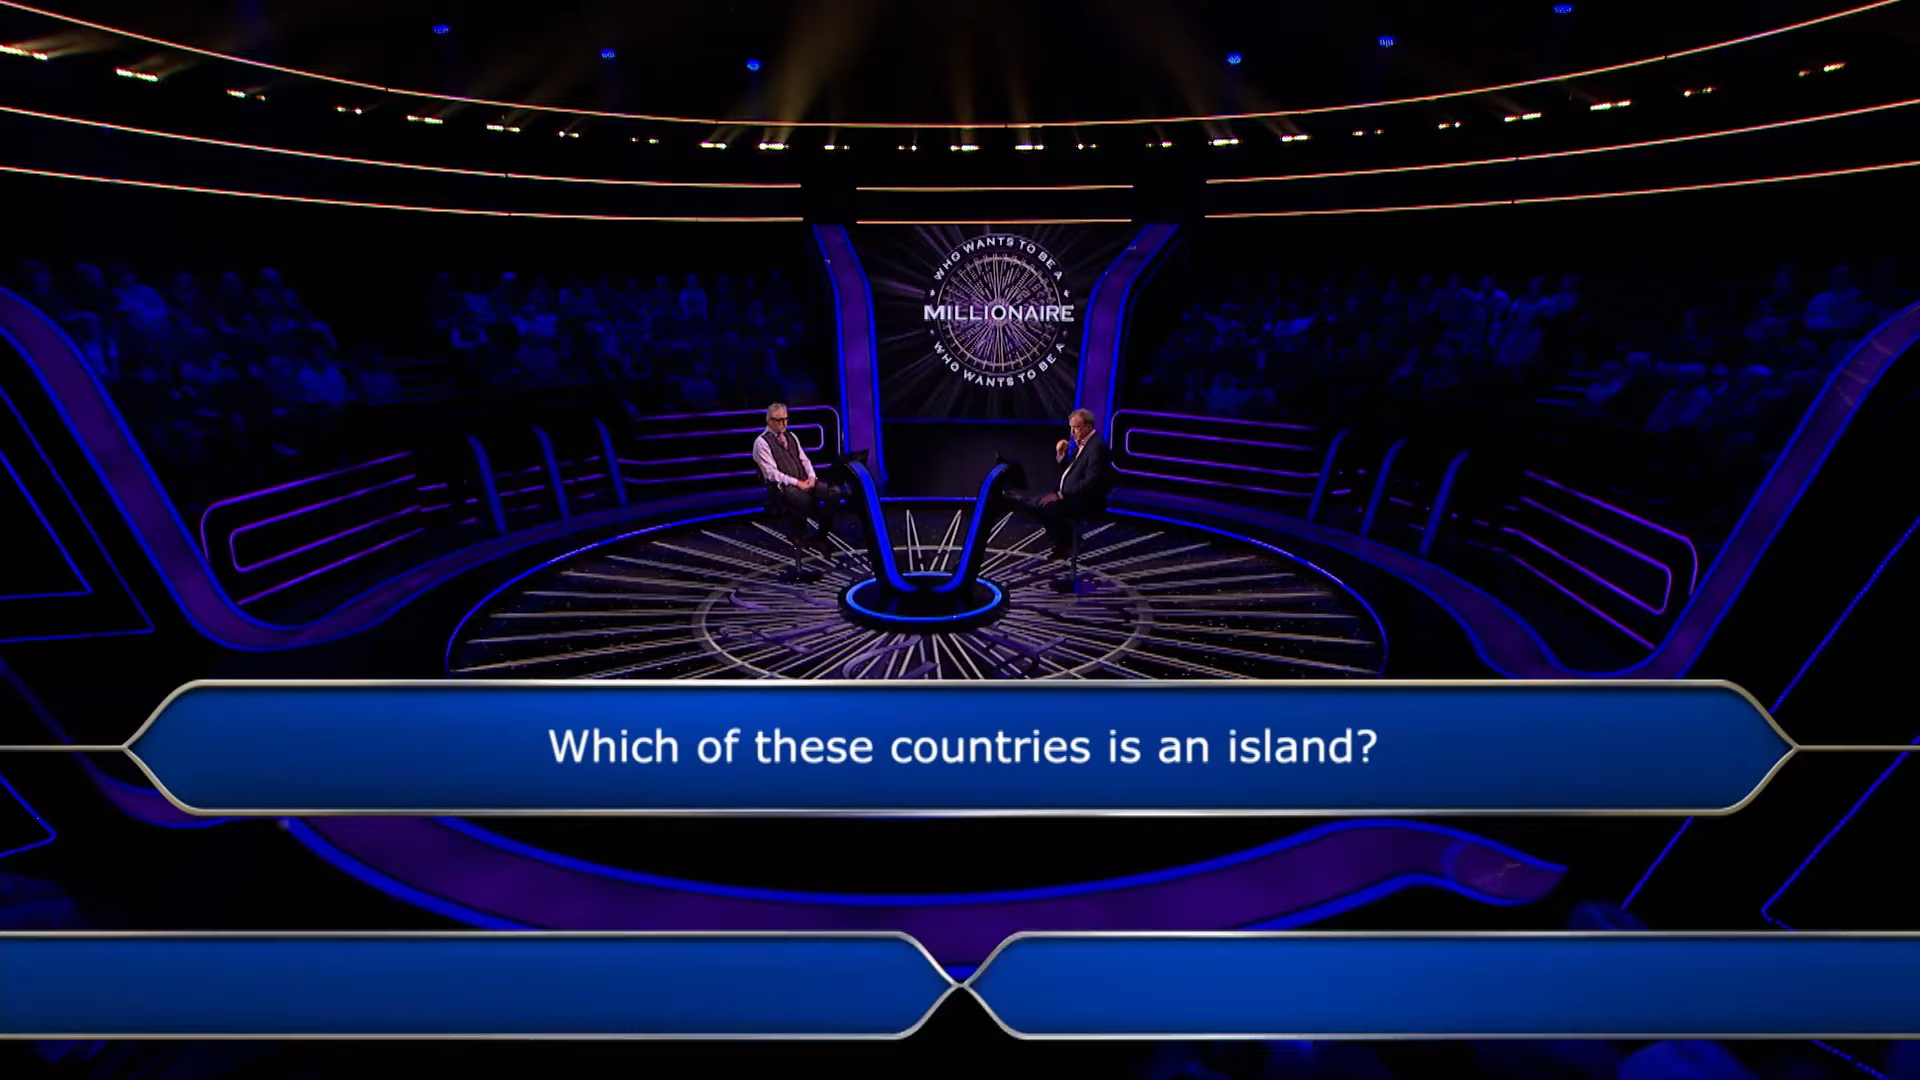 WHO WANTS TO BE A
MILLIONAIRE
WHO WANTS TO BE A
Which of these countries is an island?